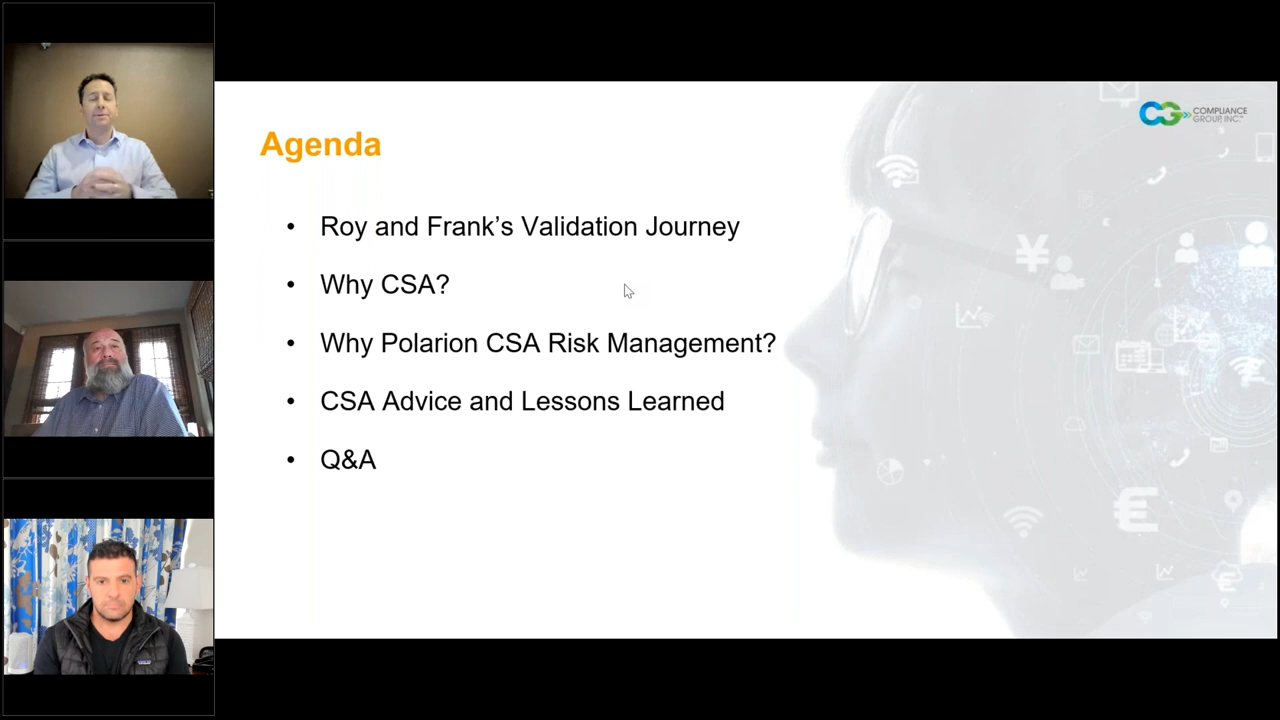 Agenda
COMPLIANCE
GROUP, INC.™
• Roy and Frank’s Validation Journey
• Why CSA?
• Why Polarion CSA Risk Management?
• CSA Advice and Lessons Learned
• Q&A